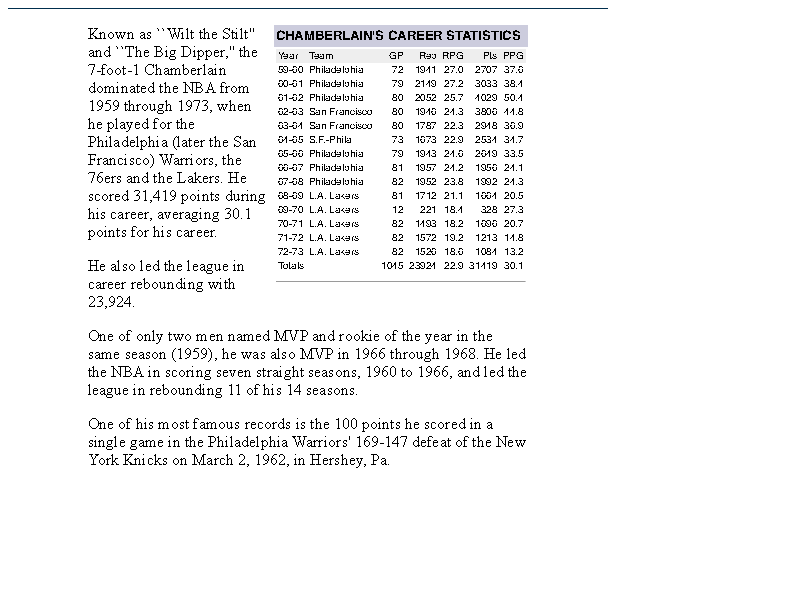 Known as ``Wilt the Stilt''
and ``The Big Dipper,'' the
7-foot-1 Chamberlain
dominated the NBA from
1959 through 1973, when
he played for the
Philadelphia (later the San
Francisco) Warriors, the
76ers and the Lakers. He
scored 31,419 points during
his career, averaging 30.1
points for his career.
He also led the league in
career rebounding with
23,924.
CHAMBERLAIN'S CAREER STATISTICS
Year Team GP Reb RPG Pts PPG
59-60 Philadelphia 72 1941 27.0 2707 37.6
60-61 Philadelphia 79 2149 27.2 3033 38.4
61-62 Philadelphia 80 2052 25.7 4029 50.4
62-63 San Francisco 80 1946 24.3 44.8
63-64 San Francisco 80 1787 22.3 2948 36.9
64-65 S.F.-Phila 73 1673 22.9 2534 34.7
65-66 Philadelphia 79 1943 24.6 2649 33.5
66-67 Philadelphia 81 1957 24.2 1956 24.1
67-68 Philadelphia 82 1952 23.8 1992 24.3
68-69 L.A. Lakers 81 1712 21.1 1664 20.5
69-70 L.A. Lakers 12 221 18.4 328 27.3
70-71 L.A. Lakers 82 1493 18.2 1696 20.7
71-72 L.A. Lakers 82 1572 19.2 1213 14.8
72-73 L.A. Lakers 82 1526 18.6 1084 13.2
Totals 1045 23924 22.9 31419 30.1
One of only two men named MVP and rookie of the year in the
same season (1959), he was also MVP in 1966 through 1968. He led
the NBA in scoring seven straight seasons, 1960 to 1966, and led the
league in rebounding 11 of his 14 seasons.
One of his most famous records is the 100 points he scored in a
single game in the Philadelphia Warriors' 169-147 defeat of the New
York Knicks on March 2, 1962, in Hershey, Pa.